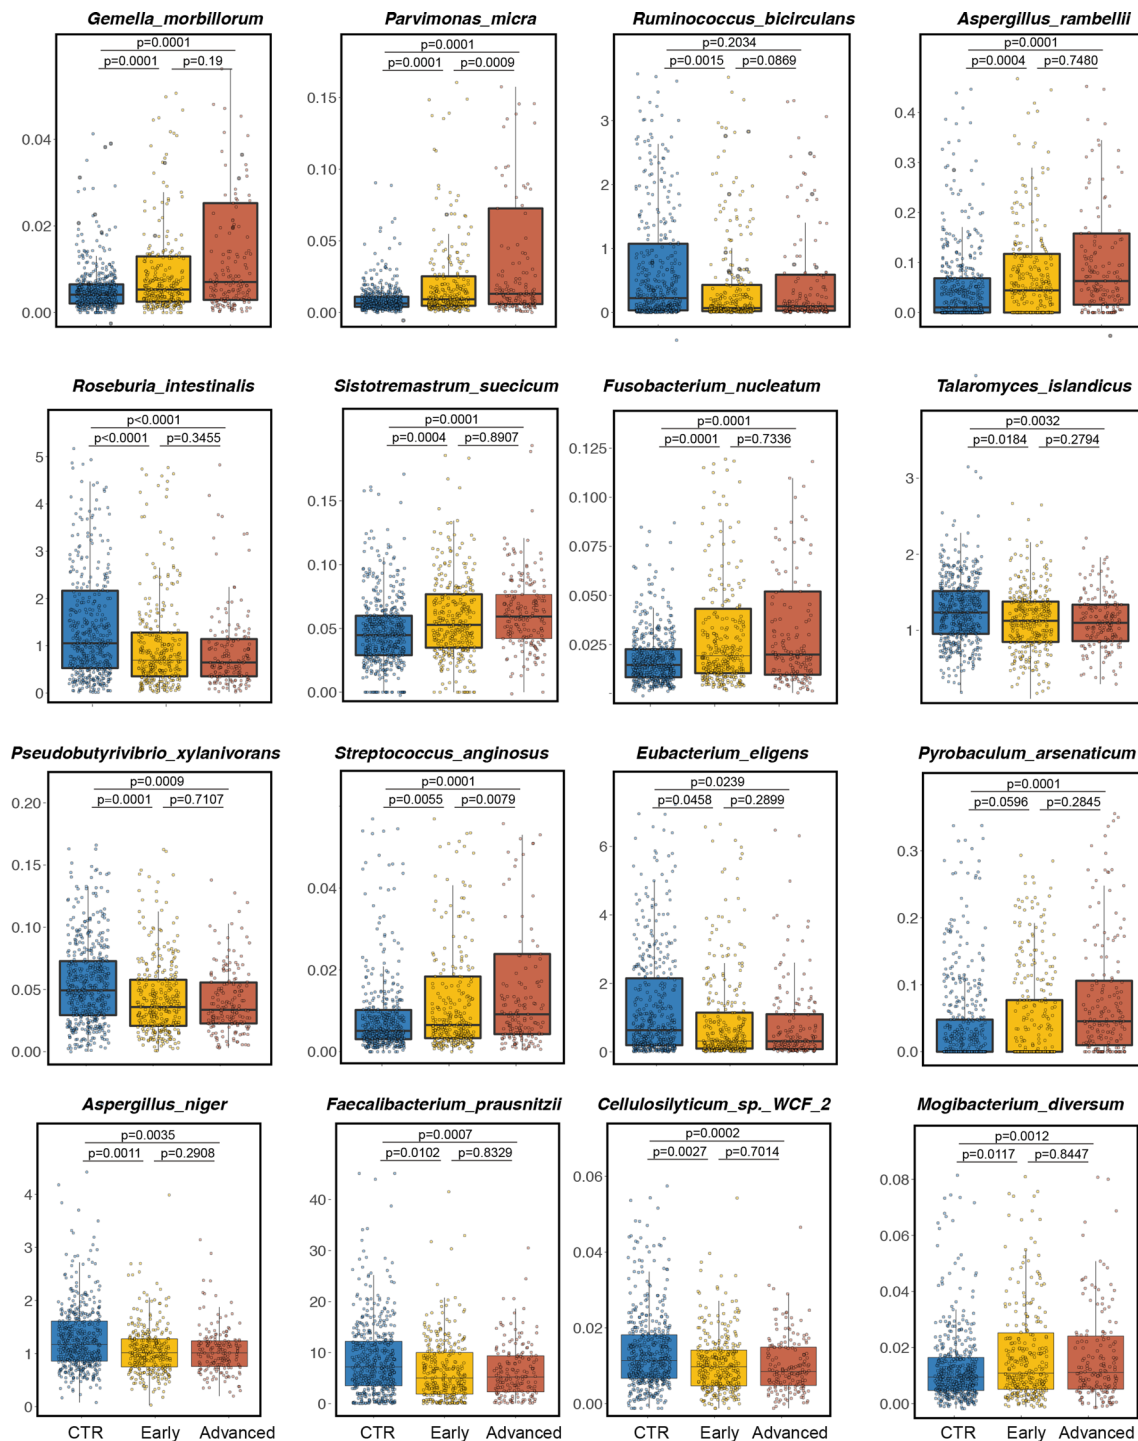 Gemella_morbillorum
p=0.0001
p=0.0001 p=0.19
0.04
0.02
0.00
Parvimonas_micra
p=0.0001
p=0.0001 p=0.0009
0.15
0.10
0.05
0.00
Ruminococcus_bicirculans
p=0.2034
p=0.0015 p=0.0869
3
2
1
0
Aspergillus_rambellii
p=0.0001
p=0.0004 p=0.7480
0.4
0.3
0.2
0.1
0.0
Roseburia_intestinalis
p<0.0001
p<0.0001 p=0.3455
5
4
3
2
1
0
Sistotremastrum_suecicum
p=0.0001
p=0.0004 p=0.8907
0.15
0.10
0.05
0.00
Fusobacterium_nucleatum
p=0.0001
p=0.0001 p=0.7336
0.125
0.100
0.075
0.050
0.025
Talaromyces_islandicus
p=0.0032
p=0.0184 p=0.2794
3
2
1
Pseudobutyrivibrio_xylanivorans
p=0.0009
p=0.0001 p=0.7107
0.20
0.15
0.10
0.05
0.00
Streptococcus_anginosus
p=0.0001
p=0.0055 p=0.0079
0.04
0.02
0.00
Eubacterium_eligens
p=0.0239
p=0.0458 p=0.2899
6
4
2
0
Pyrobaculum_arsenaticum
p=0.0001
p=0.0596 p=0.2845
0.3
0.2
0.1
0.0
Aspergillus_niger
p=0.0035
p=0.0011 p=0.2908
4
3
2
1
0
CTR Early Advanced
Faecalibacterium_prausnitzii
p=0.0007
p=0.0102 p=0.8329
40
30
20
10
0
CTR Early Advanced
Cellulosilyticum_sp._WCF_2
p=0.0002
p=0.0027 p=0.7014
0.06
0.04
0.02
0.00
CTR Early Advanced
Mogibacterium_diversum
p=0.0012
p=0.0117 p=0.8447
0.08
0.06
0.04
0.02
0.00
CTR Early Advanced